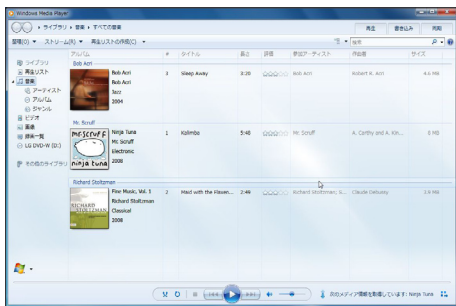 Windows Media Player
ライブラリ ▸ 音楽 ▸ すべての音楽
再生
書き込み
同期
整理(O)
ストリーム(R)
再生リストの作成(C)
検索
アルバム
#
タイトル
長さ
評価
参加アーティスト
作曲者
サイズ
ライブラリ
再生リスト
音楽
アーティスト
アルバム
ジャンル
ビデオ
画像
録画一覧
LG DVD-W (D:)
その他のライブラリ
Bob Acri
Bob Acri
Bob Acri
Jazz
2004
3
Sleep Away
3:20
Bob Acri
Robert R. Acri
4.6 MB
Mr. Scruff
mr.scruff
ninja tuna
Ninja Tuna
Mr. Scruff
Electronic
2008
1
Kalimba
5:48
Mr. Scruff
A. Carthy and A. Kin...
8 MB
Richard Stoltzman
RICHARD
STOLTZMAN
Fine Music, Vol. 1
Richard Stoltzman
Classical
2008
2
Maid with the Flaxen...
2:49
Richard Stoltzman; S...
Claude Debussy
3.9 MB
次のメディア情報を取得しています: Ninja Tuna